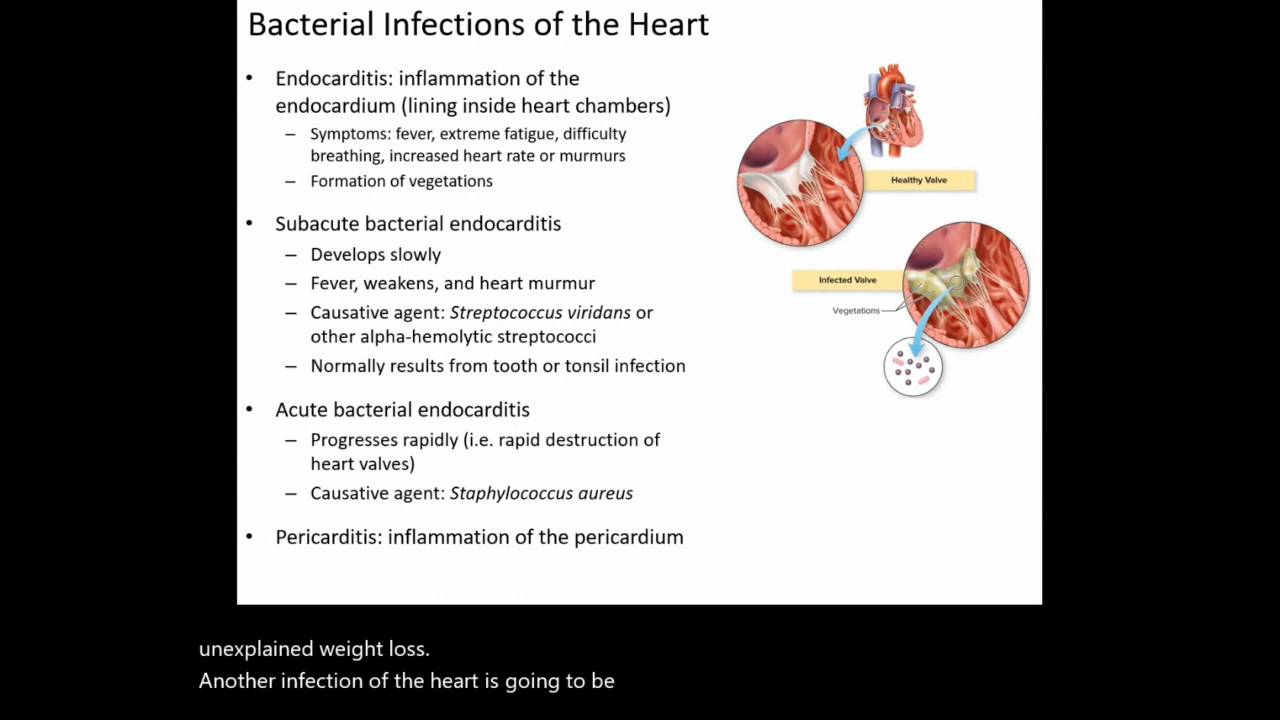 Bacterial Infections of the Heart
• Endocarditis: inflammation of the
endocardium (lining inside heart chambers)
– Symptoms: fever, extreme fatigue, difficulty
breathing, increased heart rate or murmurs
– Formation of vegetations
• Subacute bacterial endocarditis
– Develops slowly
– Fever, weakens, and heart murmur
– Causative agent: Streptococcus viridans or
other alpha-hemolytic streptococci
– Normally results from tooth or tonsil infection
• Acute bacterial endocarditis
– Progresses rapidly (i.e. rapid destruction of
heart valves)
– Causative agent: Staphylococcus aureus
• Pericarditis: inflammation of the pericardium
Healthy Valve
Infected Valve
Vegetations
unexplained weight loss.
Another infection of the heart is going to be